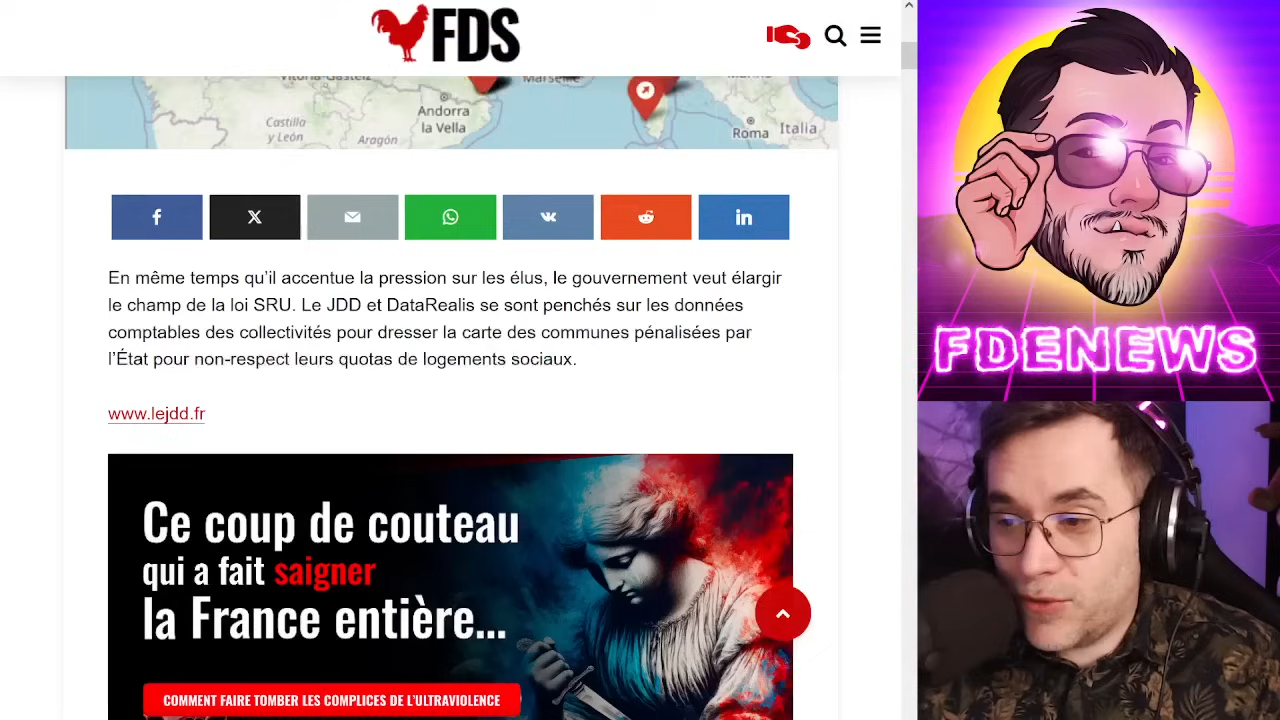 FDS
Vitoria-Gasteiz
Marseille
Andorra
la Vella
Castilla
y León
Aragón
Roma
Italia
En même temps qu’il accentue la pression sur les élus, le gouvernement veut élargir
le champ de la loi SRU. Le JDD et DataRealis se sont penchés sur les données
comptables des collectivités pour dresser la carte des communes pénalisées par
l’État pour non-respect leurs quotas de logements sociaux.
www.lejdd.fr
Ce coup de couteau
qui a fait saigner
la France entière...
COMMENT FAIRE TOMBER LES COMPLICES DE L’ULTRAVIOLENCE
FDENEWS